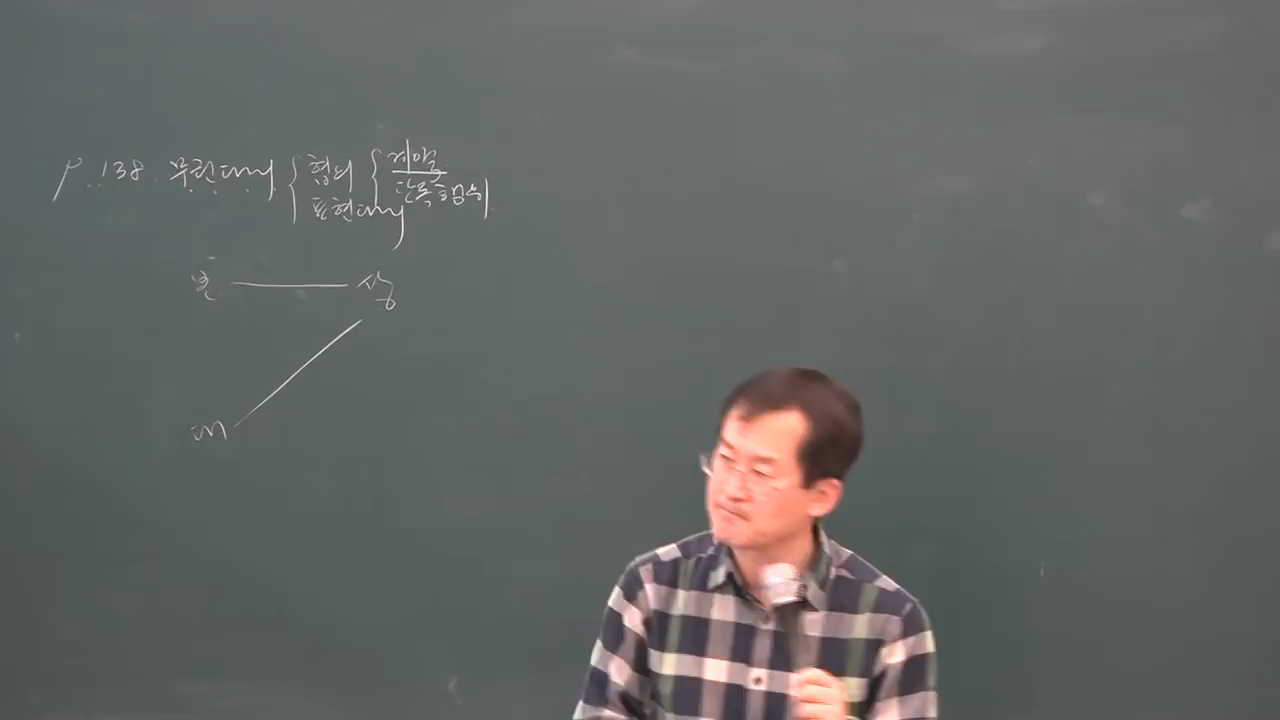 P. 138. 무권대리 { 협의 { 계약
단독행위
표현대리
본 — 상
대